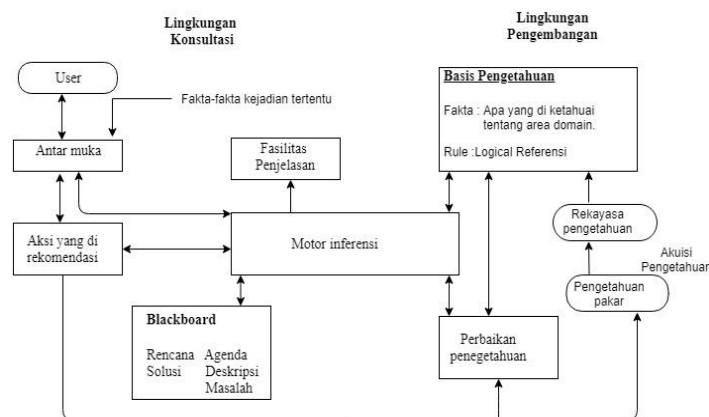 Lingkungan
Konsultasi
Lingkungan
Pengembangan
User
Fakta-fakta kejadian tertentu
Antar muka
Fasilitas
Penjelasan
Basis Pengetahuan
Fakta : Apa yang di ketahuai
tentang area domain.
Rule :Logical Referensi
Aksi yang di
rekomendasi
Motor inferensi
Rekayasa
pengetahuan
Akuisi
Pengetahuan
Pengetahuan
pakar
Blackboard
Rencana Agenda
Solusi Deskripsi
Masalah
Perbaikan
penegetahuan